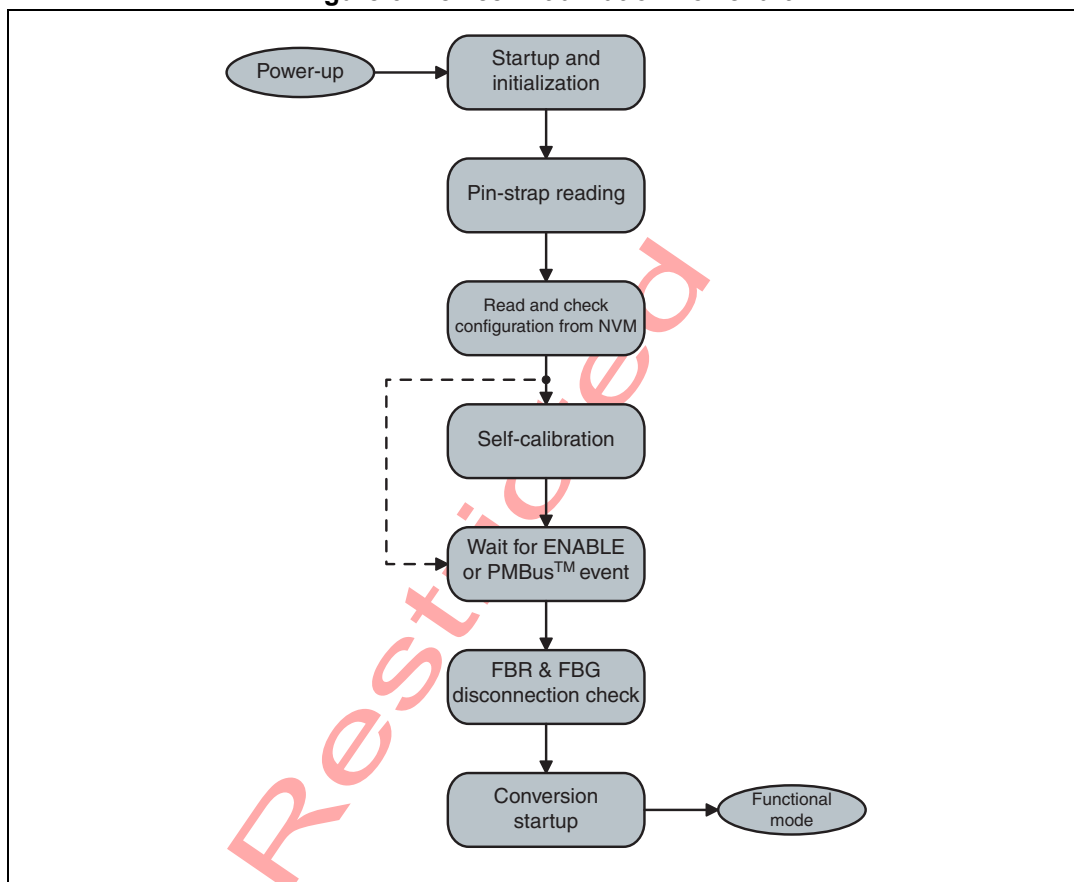 Power-up
Startup and
initialization
Pin-strap reading
Read and check
configuration from NVM
Self-calibration
Wait for ENABLE
or PMBus™ event
FBR & FBG
disconnection check
Conversion
startup
Functional
mode
Restricted